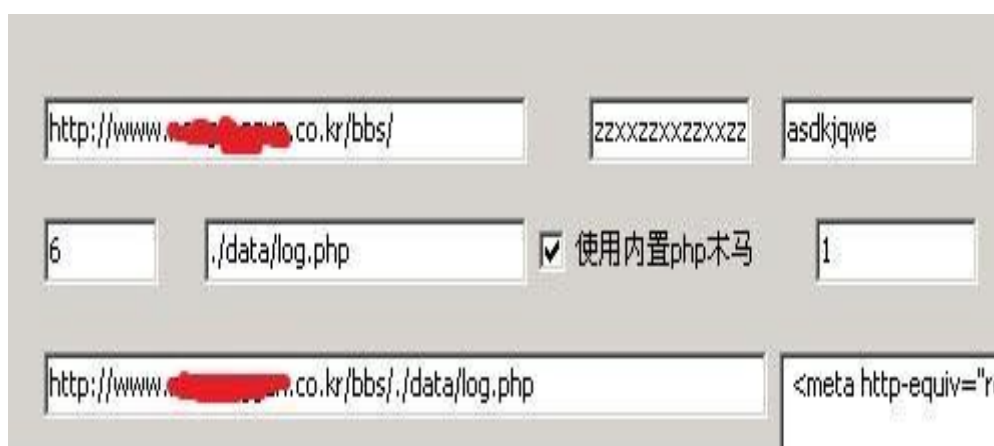 http://www. .co.kr/bbs/
zzxxzzxxzzxxzz
asdkjqwe
6
./data/log.php
使用内置php木马
1
http://www. .co.kr/bbs/./data/log.php
<meta http-equiv="r